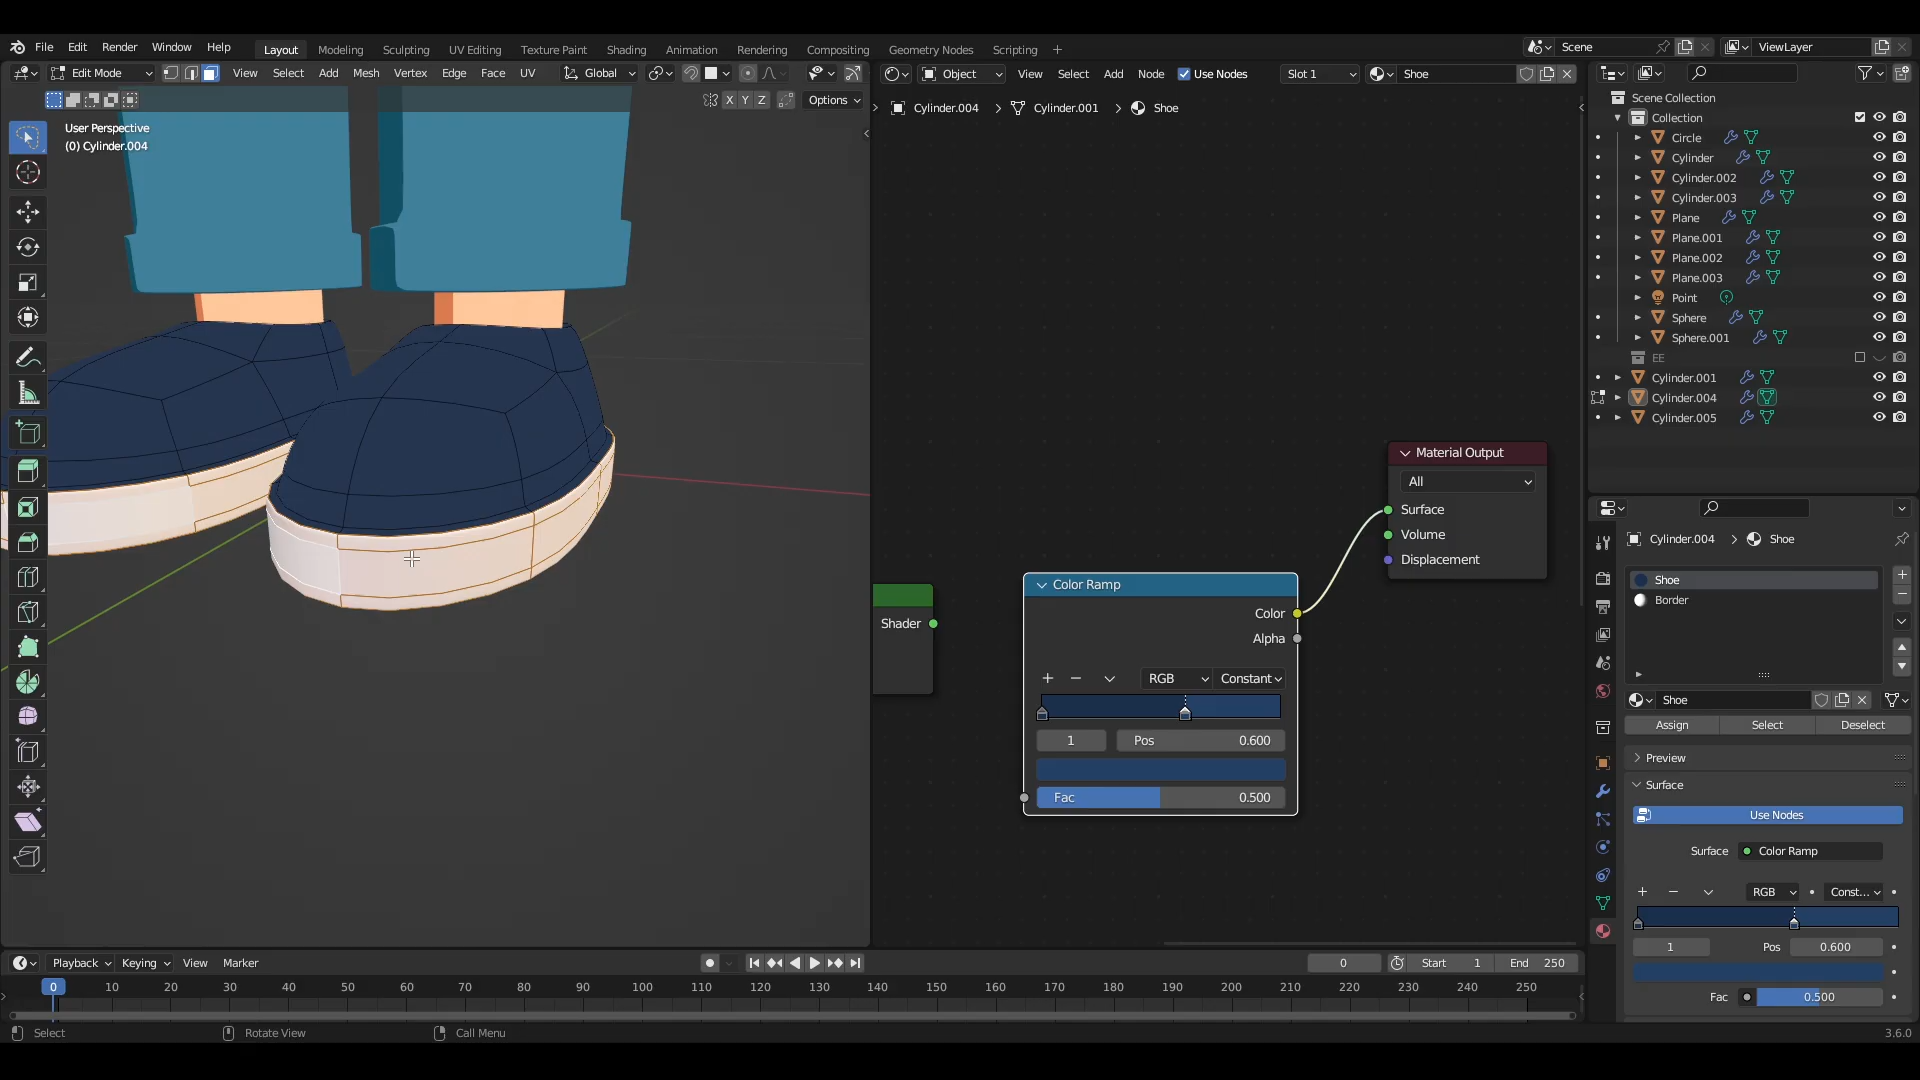 File Edit Render Window Help Layout Modeling Sculpting UV Editing Texture Paint Shading Animation Rendering Compositing Geometry Nodes Scripting + Scene ViewLayer
Edit Mode View Select Add Mesh Vertex Edge Face UV Global Object View Select Add Node Use Nodes Slot 1 Shoe
X Y Z Options
Cylinder.004 > Cylinder.001 > Shoe
User Perspective
(0) Cylinder.004
Scene Collection
Collection
Circle
Cylinder
Cylinder.002
Cylinder.003
Plane
Plane.001
Plane.002
Plane.003
Point
Sphere
Sphere.001
EE
Cylinder.001
Cylinder.004
Cylinder.005
Material Output
All
Surface
Volume
Displacement
Shader
Color Ramp
Color
Alpha
RGB Constant
1 Pos 0.600
Fac 0.500
Cylinder.004 > Shoe
Shoe
Border
Shoe
Assign Select Deselect
Preview
Surface
Use Nodes
Surface Color Ramp
RGB Const...
1 Pos 0.600
Fac 0.500
Playback Keying View Marker 0 Start 1 End 250
0 10 20 30 40 50 60 70 80 90 100 110 120 130 140 150 160 170 180 190 200 210 220 230 240 250
Select Rotate View Call Menu 3.6.0